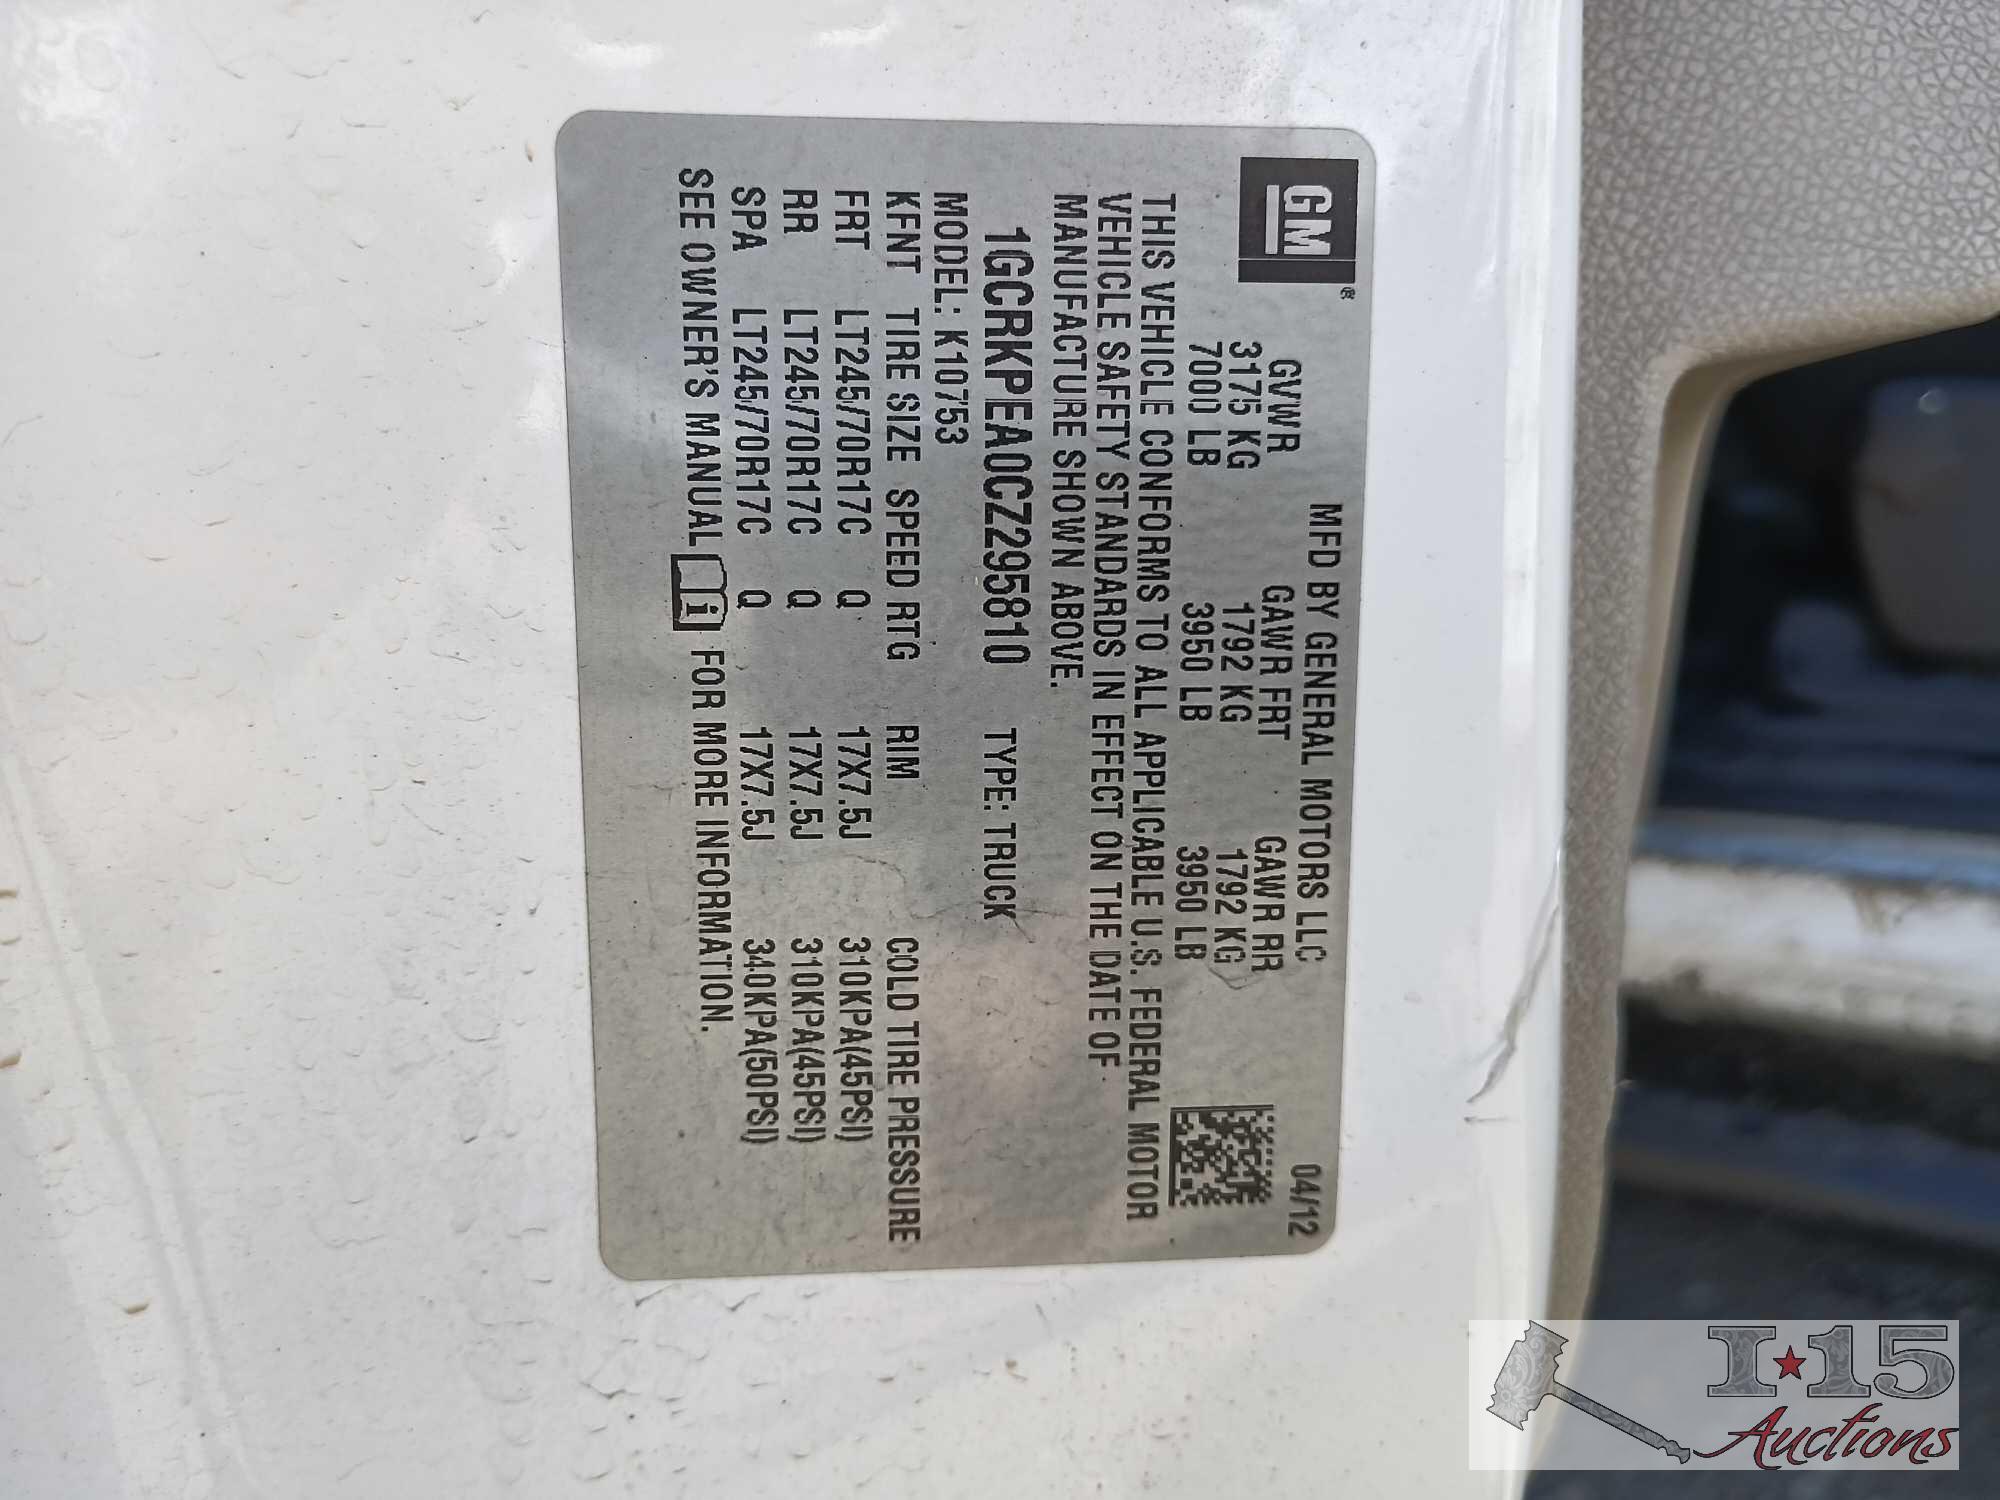 GM®
MFD BY GENERAL MOTORS LLC 04/12
GVWR GAWR FRT GAWR RR
3175 KG 1792 KG 1792 KG
7000 LB 3950 LB 3950 LB
THIS VEHICLE CONFORMS TO ALL APPLICABLE U.S. FEDERAL MOTOR
VEHICLE SAFETY STANDARDS IN EFFECT ON THE DATE OF
MANUFACTURE SHOWN ABOVE.
1GCRKPEA0CZ295810 TYPE: TRUCK
MODEL: K10753
KFNT TIRE SIZE SPEED RTG RIM COLD TIRE PRESSURE
FRT LT245/70R17C Q 17X7.5J 310KPA(45PSI)
RR LT245/70R17C Q 17X7.5J 310KPA(45PSI)
SPA LT245/70R17C Q 17X7.5J 340KPA(50PSI)
SEE OWNER'S MANUAL i FOR MORE INFORMATION.
I★15
Auctions